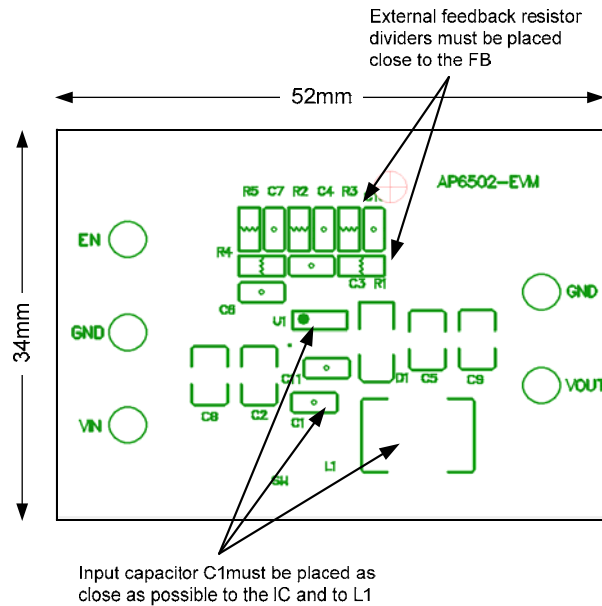 External feedback resistor
dividers must be placed
close to the FB
52mm
34mm
AP6502-EVM
R5 C7 R2 C4 R3
R4
C3 R1
C6
EN
GND
VIN
U1
C11
C1
C8
C2
D1
C5
C9
GND
VOUT
L1
SW
Input capacitor C1must be placed as
close as possible to the IC and to L1